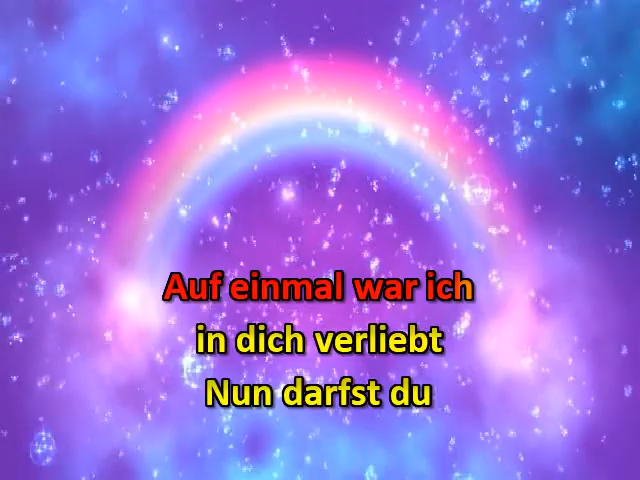 Auf einmal war ich
in dich verliebt
Nun darfst du